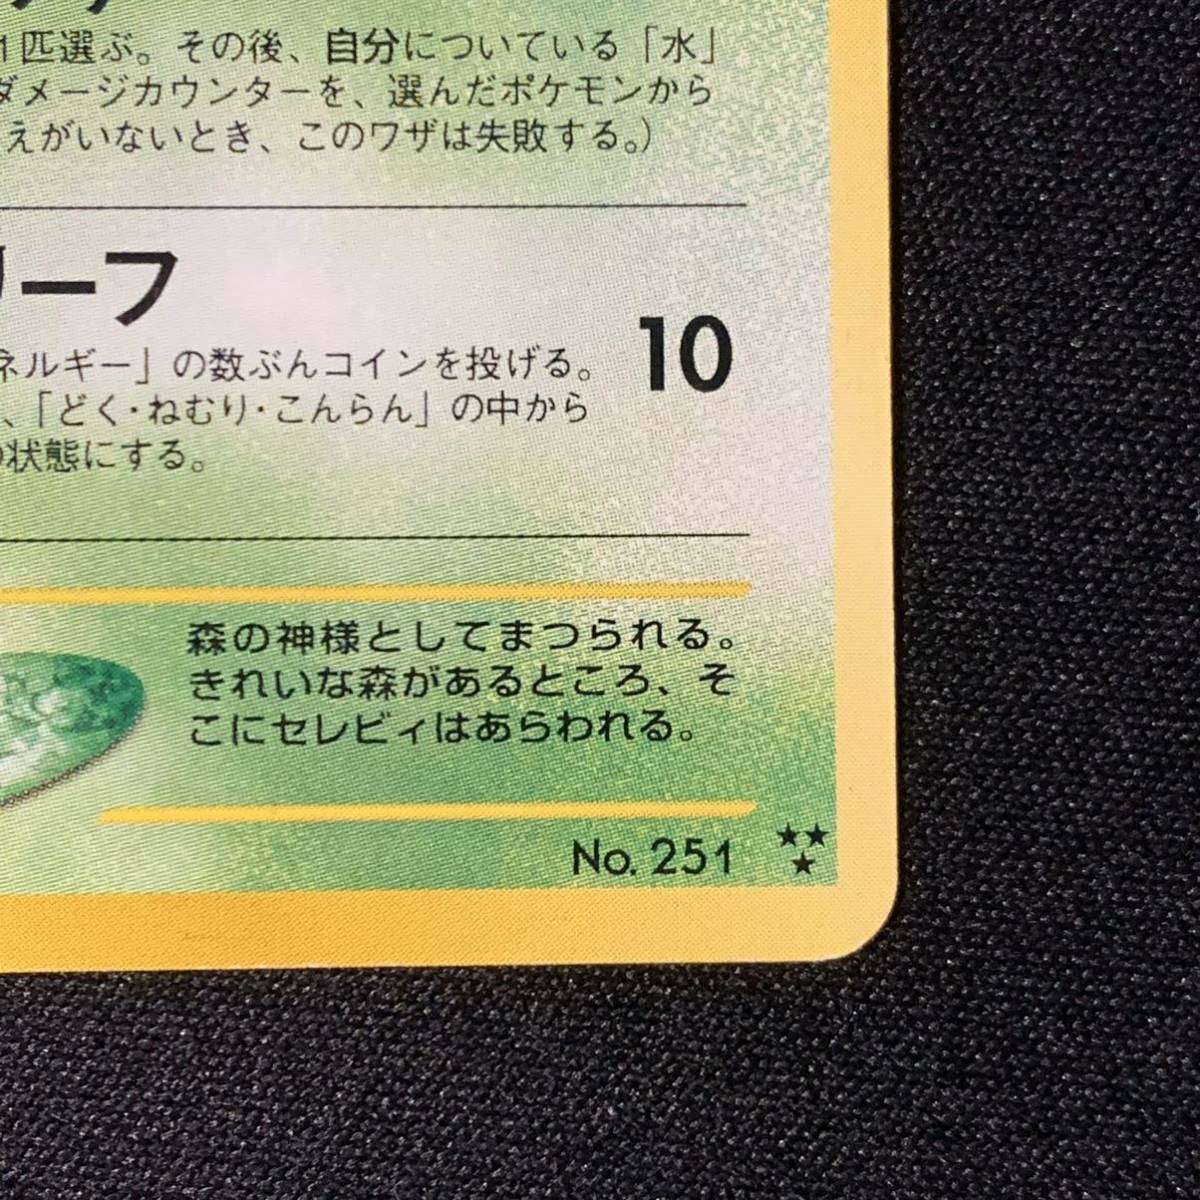 1匹選ぶ。その後、自分についている「水」
ダメージカウンターを、選んだポケモンから
えがいないとき、このワザは失敗する。）
リーフ
10
ネルギー」の数ぶんコインを投げる。
、「どく・ねむり・こんらん」の中から
の状態にする。
森の神様としてまつられる。
きれいな森があるところ、そ
こにセレビィはあらわれる。
No. 251 ★★★